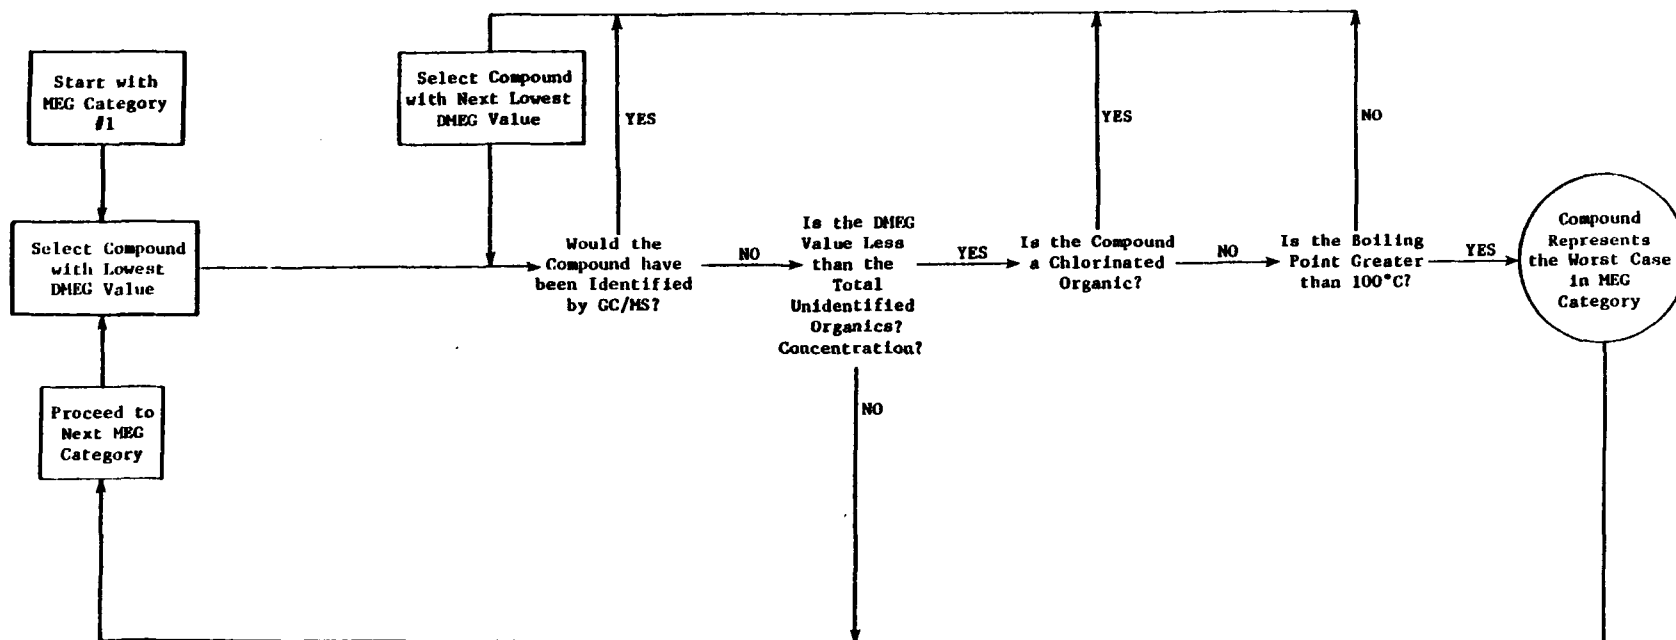 Start with
MEG Category
#1
Select Compound
with Next Lowest
DMEG Value
YES
YES
NO
Select Compound
with Lowest
DMEG Value
Would the
Compound have
been Identified
by GC/MS?
NO
Is the DMEG
Value Less
than the
Total
Unidentified
Organics?
Concentration?
YES
Is the Compound
a Chlorinated
Organic?
NO
Is the Boiling
Point Greater
than 100°C?
YES
Compound
Represents
the Worst Case
in MEG
Category
Proceed to
Next MEG
Category
NO